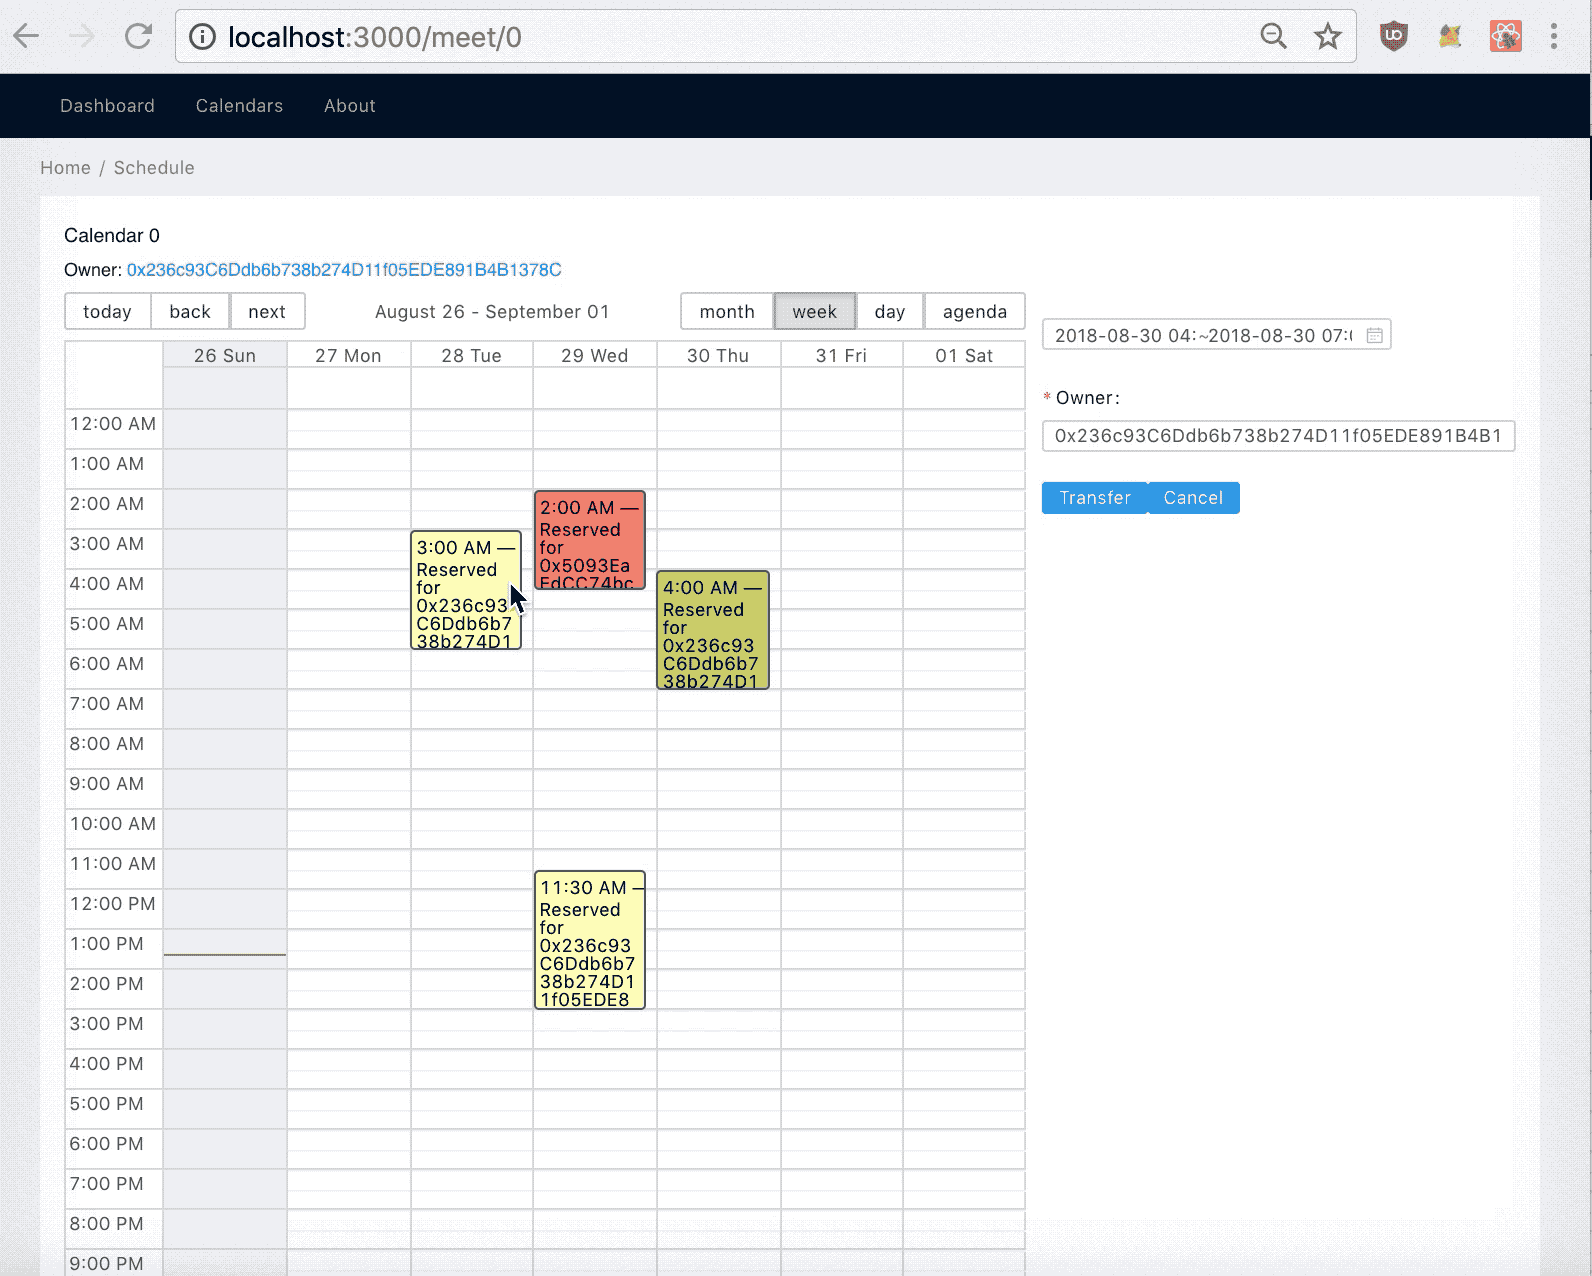 localhost:3000/meet/0
Dashboard Calendars About
Home / Schedule
Calendar 0
Owner: 0x236c93C6Ddb6b738b274D11f05EDE891B4B1378C
today back next August 26 - September 01 month week day agenda
2018-08-30 04: ~2018-08-30 07:
26 Sun 27 Mon 28 Tue 29 Wed 30 Thu 31 Fri 01 Sat
* Owner:
0x236c93C6Ddb6b738b274D11f05EDE891B4B1
Transfer Cancel
12:00 AM
1:00 AM
2:00 AM
3:00 AM
4:00 AM
5:00 AM
6:00 AM
7:00 AM
8:00 AM
9:00 AM
10:00 AM
11:00 AM
12:00 PM
1:00 PM
2:00 PM
3:00 PM
4:00 PM
5:00 PM
6:00 PM
7:00 PM
8:00 PM
9:00 PM
3:00 AM —
Reserved
for
0x236c93
C6Ddb6b7
38b274D1
2:00 AM —
Reserved
for
0x5093Ea
EdCC74bc
11:30 AM —
Reserved
for
0x236c93
C6Ddb6b7
38b274D1
1f05EDE8
4:00 AM —
Reserved
for
0x236c93
C6Ddb6b7
38b274D1